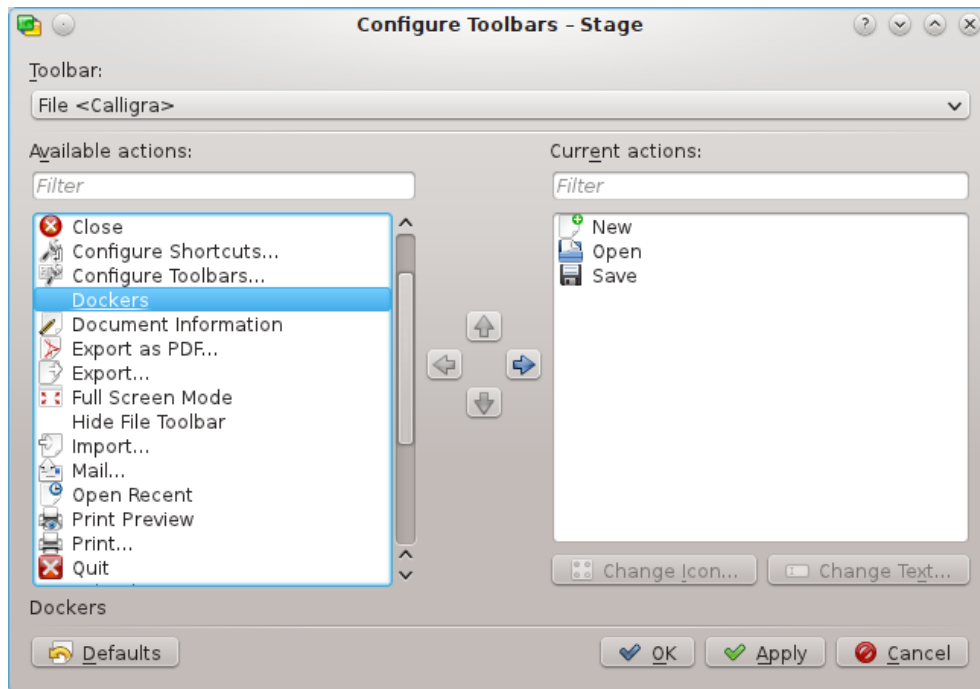 Configure Toolbars – Stage
Toolbar:
File <Calligra>
Available actions:
Current actions:
Filter
Filter
Close
Configure Shortcuts...
Configure Toolbars...
Dockers
Document Information
Export as PDF...
Export...
Full Screen Mode
Hide File Toolbar
Import...
Mail...
Open Recent
Print Preview
Print...
Quit
New
Open
Save
Change Icon...
Change Text...
Dockers
Defaults
OK
Apply
Cancel